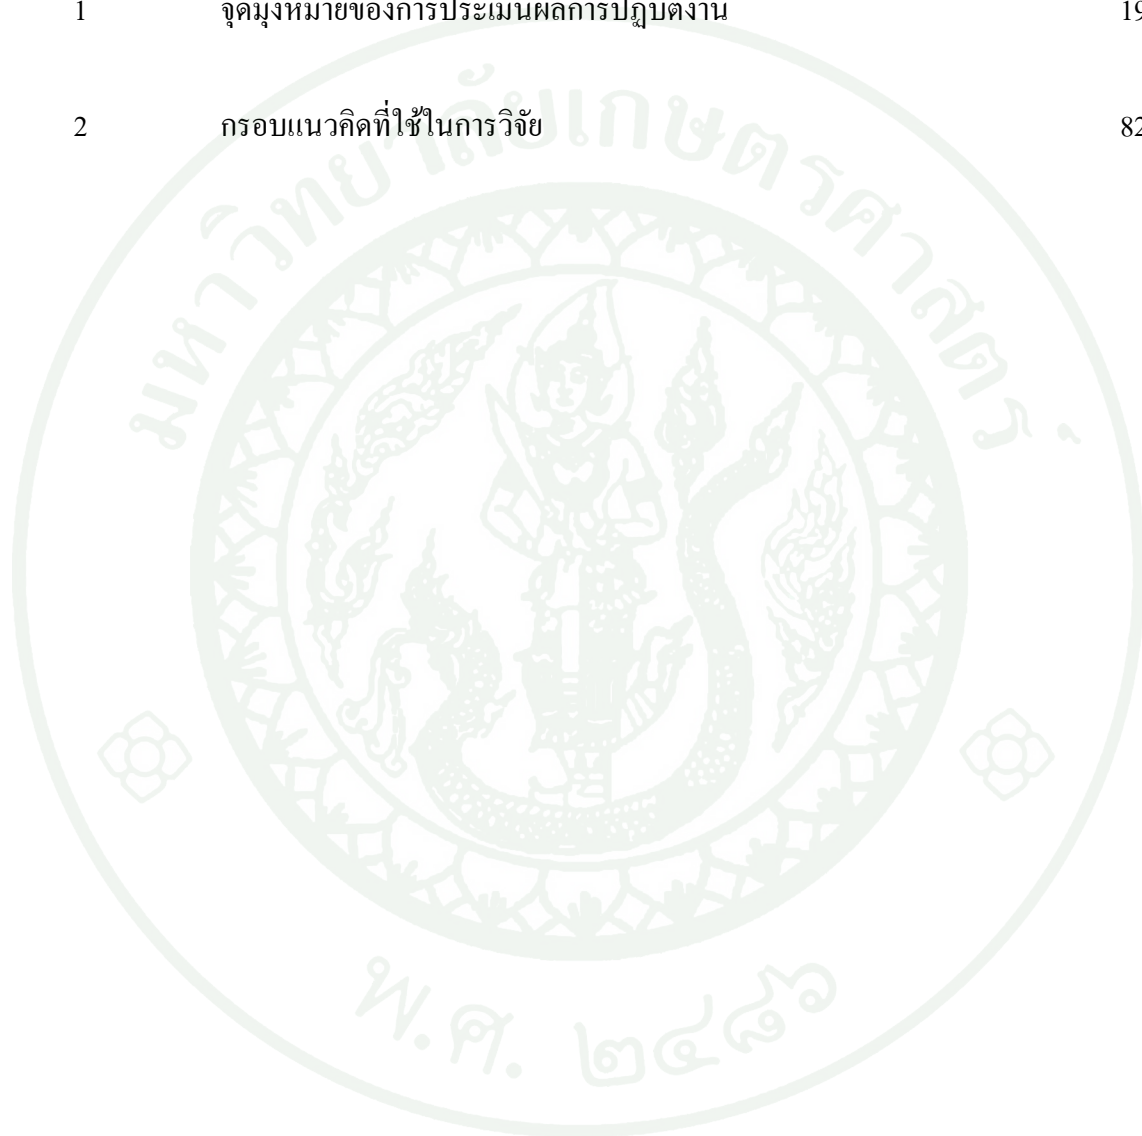 1 จุดมุ่งหมายของการประเมินผลการปฏิบัติงาน 19
2 กรอบแนวคิดที่ใช้ในการวิจัย 82
มหาวิทยาลัยเกษตรศาสตร์
พ.ศ. ๒๔๘๖